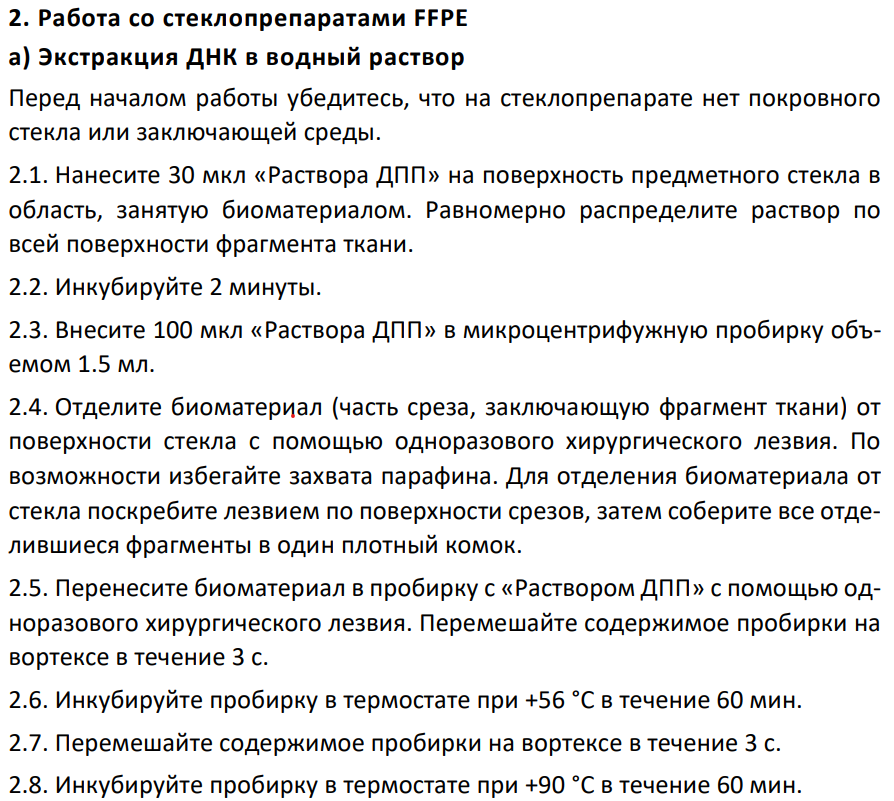 2. Работа со стеклопрепаратами FFPE
а) Экстракция ДНК в водный раствор
Перед началом работы убедитесь, что на стеклопрепарате нет покровного
стекла или заключающей среды.
2.1. Нанесите 30 мкл «Раствора ДПП» на поверхность предметного стекла в
область, занятую биоматериалом. Равномерно распределите раствор по
всей поверхности фрагмента ткани.
2.2. Инкубируйте 2 минуты.
2.3. Внесите 100 мкл «Раствора ДПП» в микроцентрифужную пробирку объ-
емом 1.5 мл.
2.4. Отделите биоматериал (часть среза, заключающую фрагмент ткани) от
поверхности стекла с помощью одноразового хирургического лезвия. По
возможности избегайте захвата парафина. Для отделения биоматериала от
стекла поскребите лезвием по поверхности срезов, затем соберите все отде-
лившиеся фрагменты в один плотный комок.
2.5. Перенесите биоматериал в пробирку с «Раствором ДПП» с помощью од-
норазового хирургического лезвия. Перемешайте содержимое пробирки на
вортексе в течение 3 с.
2.6. Инкубируйте пробирку в термостате при +56 °C в течение 60 мин.
2.7. Перемешайте содержимое пробирки на вортексе в течение 3 с.
2.8. Инкубируйте пробирку в термостате при +90 °C в течение 60 мин.